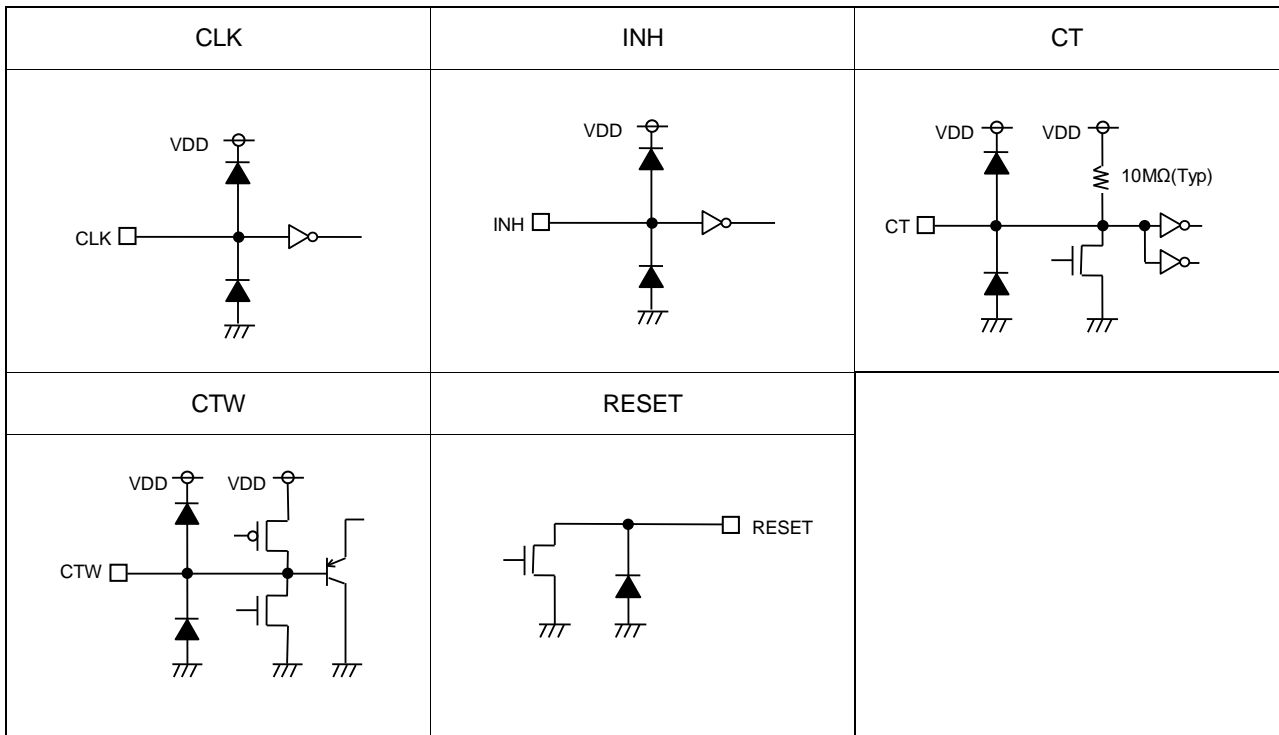 CLK
INH
CT
VDD
CLK
VDD
INH
VDD
VDD
10MΩ(Typ)
CT
CTW
RESET
VDD
VDD
CTW
RESET